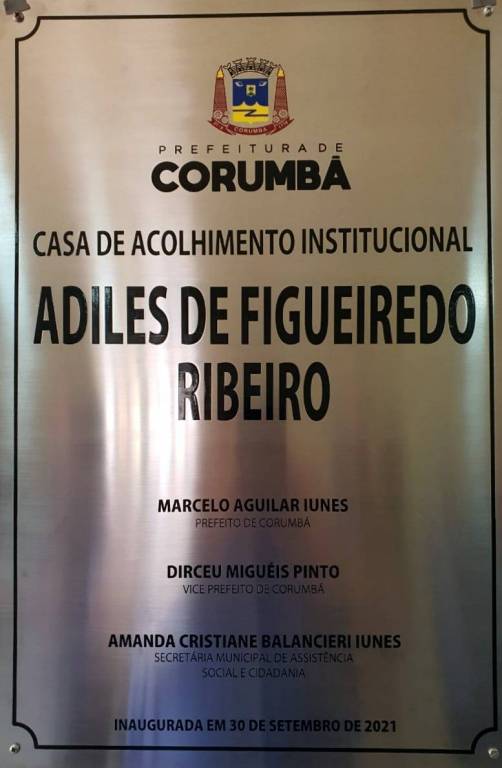 CORUMBÁ
PREFEITURA DE
CORUMBÁ
CASA DE ACOLHIMENTO INSTITUCIONAL
ADILES DE FIGUEIREDO
RIBEIRO
MARCELO AGUILAR IUNES
PREFEITO DE CORUMBÁ
DIRCEU MIGUÉIS PINTO
VICE PREFEITO DE CORUMBÁ
AMANDA CRISTIANE BALANCIERI IUNES
SECRETÁRIA MUNICIPAL DE ASSISTÊNCIA
SOCIAL E CIDADANIA
INAUGURADA EM 30 DE SETEMBRO DE 2021